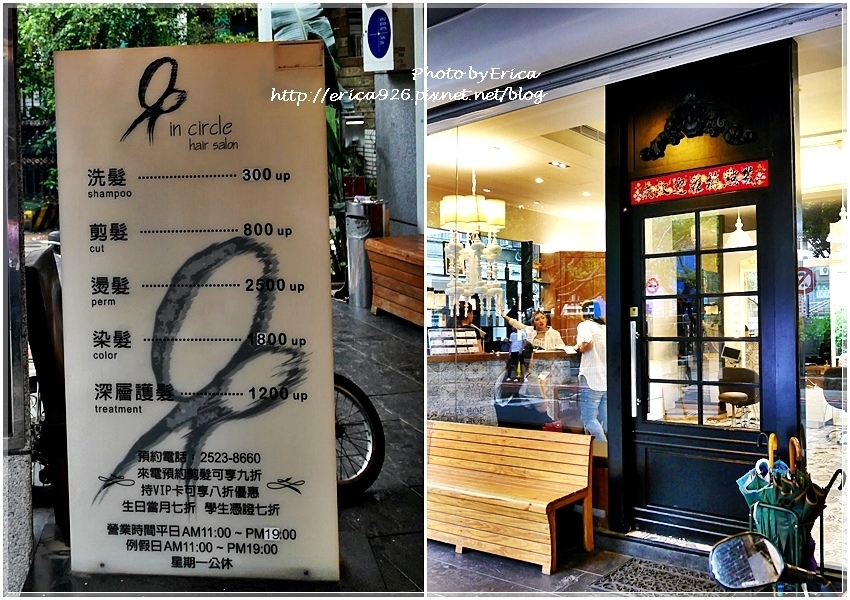 in circle
hair salon
洗髮 300 up
shampoo
剪髮 800 up
cut
燙髮 2500 up
perm
染髮 1800 up
color
深層護髮 1200 up
treatment
預約電話：2523-8660
來電預約剪髮可享九折
持VIP卡可享八折優惠
生日當月七折 學生憑證七折
營業時間平日AM11:00 ~ PM19:00
例假日AM11:00 ~ PM19:00
星期一公休
Photo by Erica
http://erica926.pixnet.net/blog